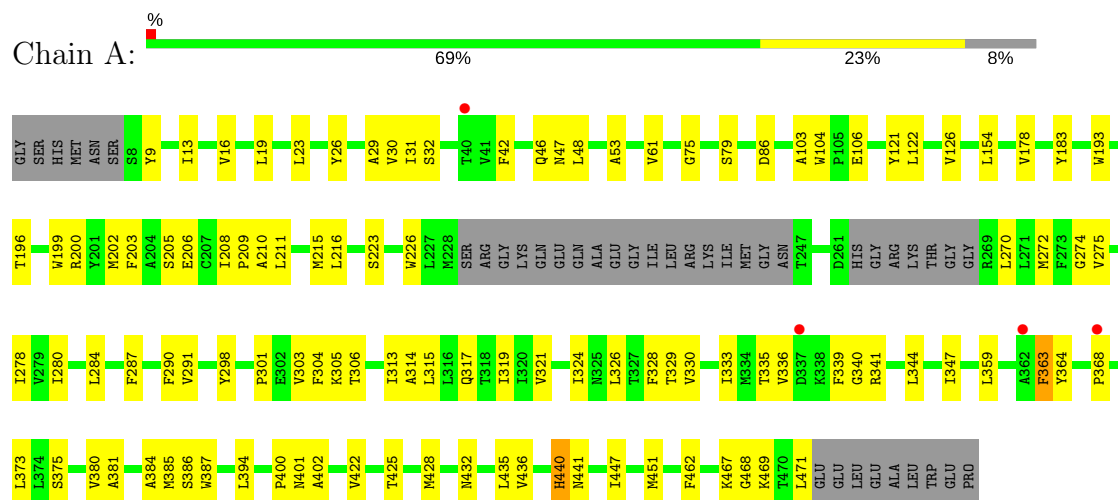 %
Chain A:
69% 23% 8%
GLY SER HIS MET ASN SER S8 Y9 I13 V16 L19 L23 Y26 A29 V30 I31 S32 T40 V41 F42 Q46 N47 L48 A53 V61 G75 S79 D86 A103 W104 P105 E106 Y121 L122 V126 L154 V178 Y183 W193
T196 W199 R200 Y201 M202 F203 A204 S205 E206 C207 I208 P209 A210 L211 M215 L216 S223 W226 L227 M228 SER ARG GLY LYS GLN GLU GLN ALA GLU GLY ILE LEU ARG LYS ILE MET GLY ASN T247 D261 HIS GLY ARG LYS THR GLY GLY R269 L270 L271 M272 F273 G274 V275
I278 V279 I280 L284 F287 F290 V291 Y298 P301 E302 V303 F304 K305 T306 I313 A314 L315 L316 Q317 T318 I319 I320 V321 I324 N325 L326 T327 F328 T329 V330 I333 M334 T335 V336 D337 K338 F339 G340 R341 L344 I347 L359 A362 F363 Y364 P368
L373 L374 S375 V380 A381 A384 M385 S386 W387 L394 P400 N401 A402 V422 T425 M428 N432 L435 V436 H440 N441 I447 M451 F462 K467 G468 K469 T470 L471 GLU GLU LEU GLU ALA LEU TRP GLU PRO